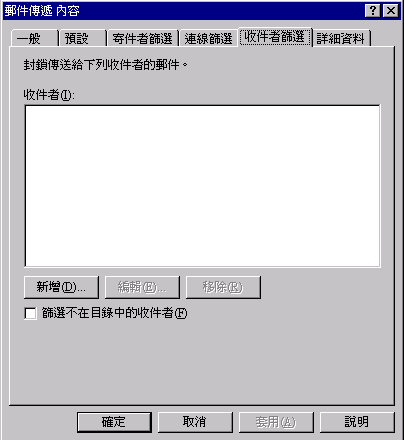 郵件傳遞 內容
一般 預設 寄件者篩選 連線篩選 收件者篩選 詳細資料
封鎖傳送給下列收件者的郵件。
收件者(I):
新增(D)... 編輯(E)... 移除(R)
篩選不在目錄中的收件者(F)
確定 取消 套用(A) 說明